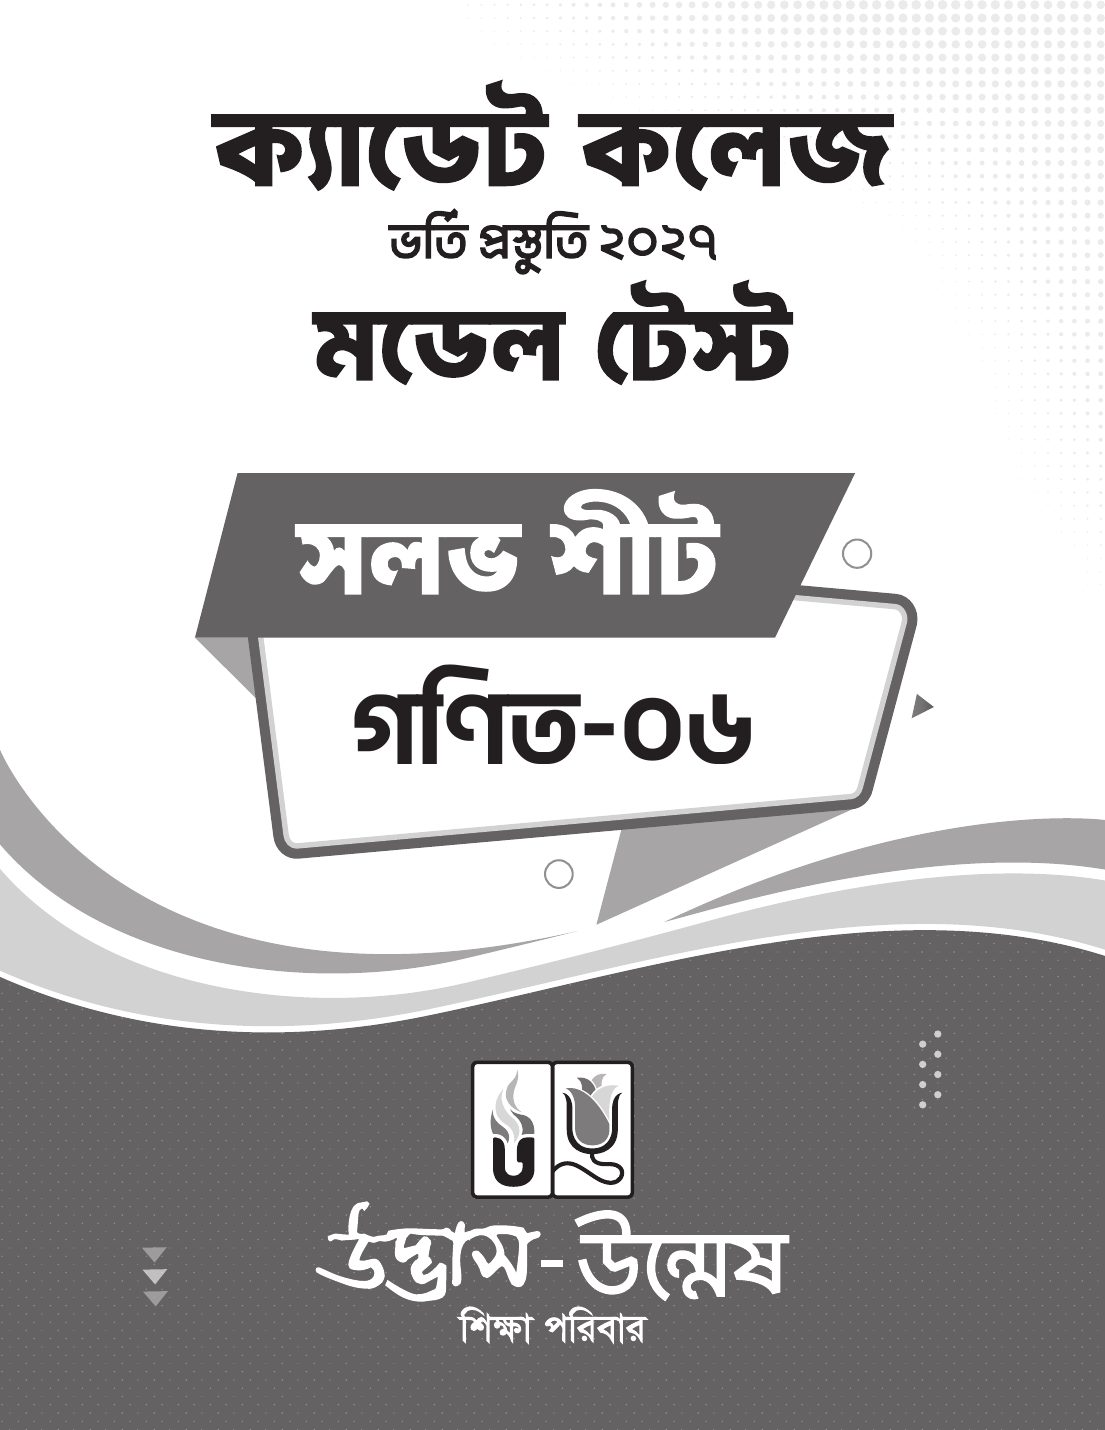 ক্যাডেট কলেজ
ভর্তি প্রস্তুতি ২০২৭
মডেল টেস্ট
সলভ শীট
গণিত-০৬
উদ্ভাস-উন্মেষ
শিক্ষা পরিবার